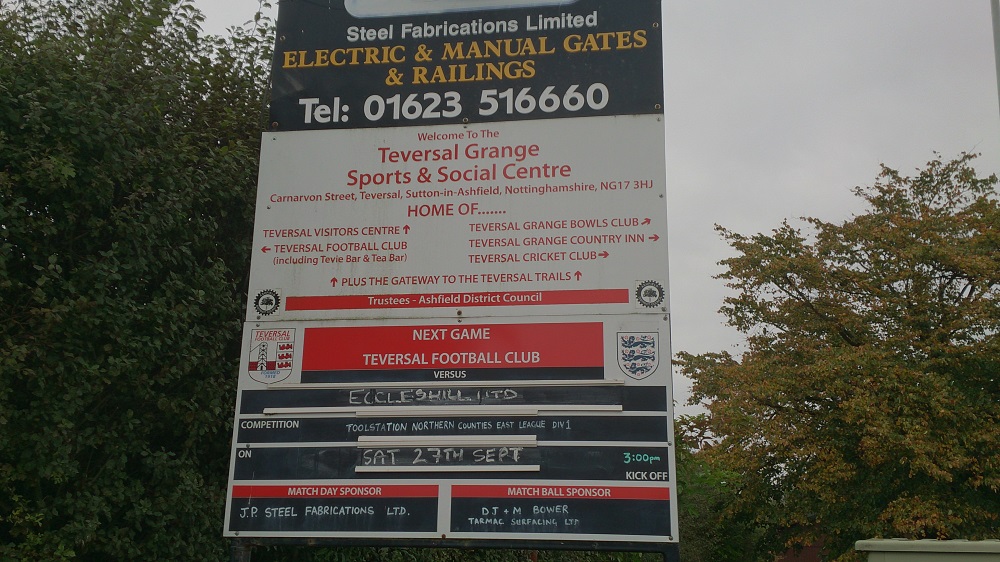 Steel Fabrications Limited
ELECTRIC & MANUAL GATES
& RAILINGS
Tel: 01623 516660
Welcome To The
Teversal Grange
Sports & Social Centre
Carnarvon Street, Teversal, Sutton-in-Ashfield, Nottinghamshire, NG17 3HJ
HOME OF.......
TEVERSAL VISITORS CENTRE ↑
← TEVERSAL FOOTBALL CLUB
(including Tevie Bar & Tea Bar)
TEVERSAL GRANGE BOWLS CLUB ↗
TEVERSAL GRANGE COUNTRY INN →
TEVERSAL CRICKET CLUB →
↑ PLUS THE GATEWAY TO THE TEVERSAL TRAILS ↑
Trustees - Ashfield District Council
TEVERSAL
FOOTBALL CLUB
NEXT GAME
TEVERSAL FOOTBALL CLUB
VERSUS
ECCLESHILL UTD
COMPETITION
TOOLSTATION NORTHERN COUNTIES EAST LEAGUE DIV 1
ON
SAT 27TH SEPT
3:00pm
KICK OFF
MATCH DAY SPONSOR
J.P. STEEL FABRICATIONS LTD.
MATCH BALL SPONSOR
DJ + M BOWER
TARMAC SURFACING LTD